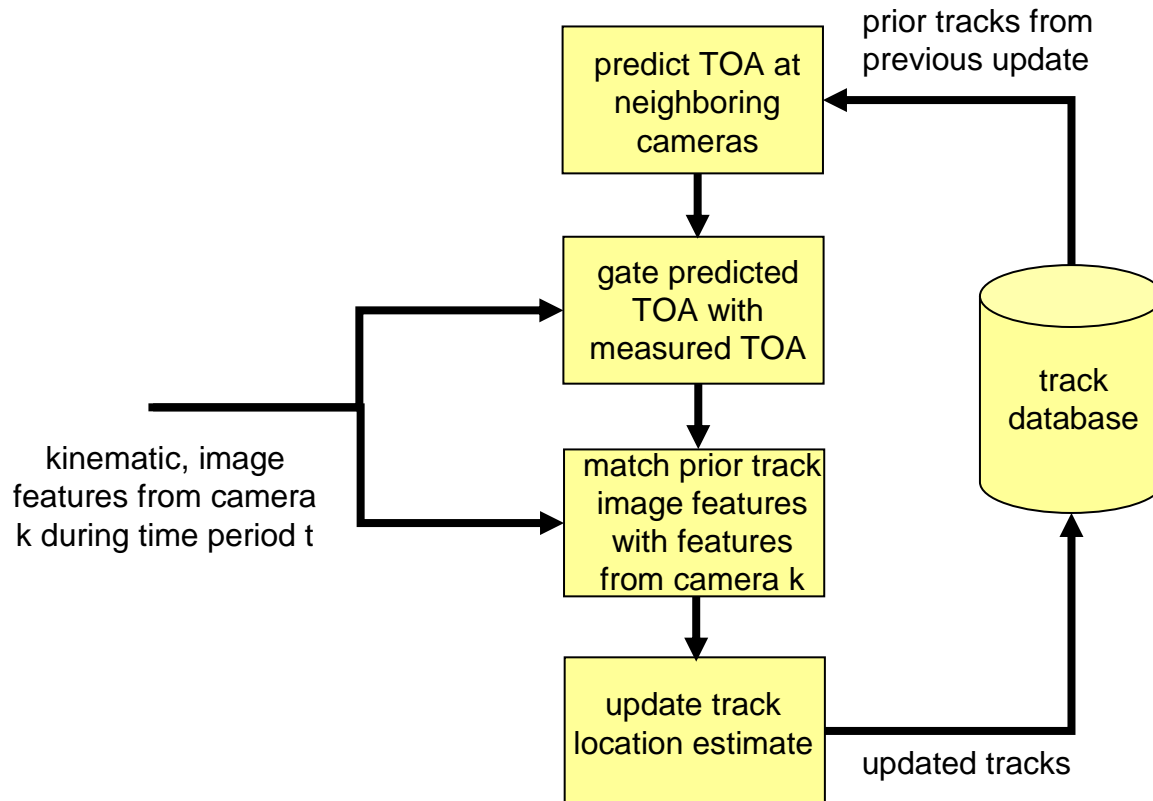 prior tracks from
previous update
predict TOA at
neighboring
cameras
gate predicted
TOA with
measured TOA
track
database
kinematic, image
features from camera
k during time period t
match prior track
image features
with features
from camera k
update track
location estimate
updated tracks